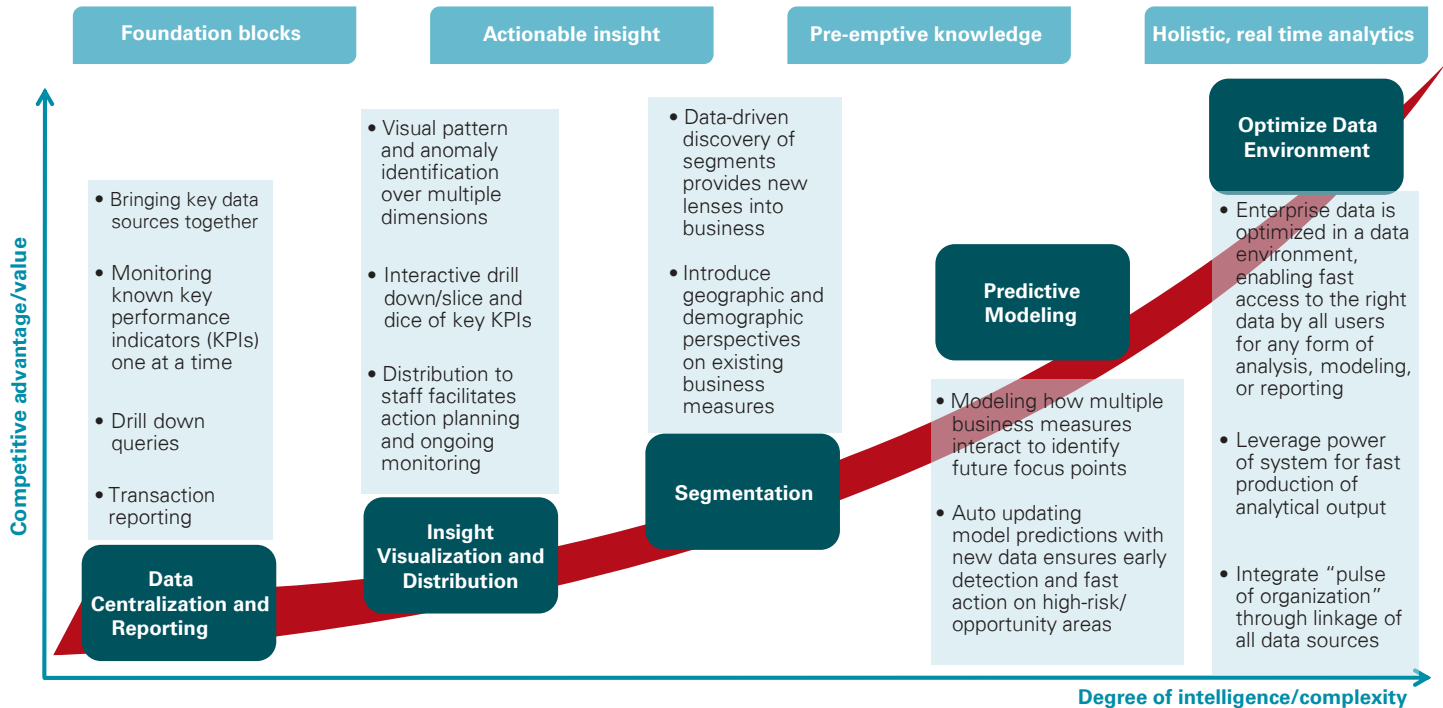 Foundation blocks
Actionable insight
Pre-emptive knowledge
Holistic, real time analytics
Competitive advantage/value
• Bringing key data
sources together
• Monitoring
known key
performance
indicators (KPIs)
one at a time
• Drill down
queries
• Transaction
reporting
Data
Centralization and
Reporting
• Visual pattern
and anomaly
identification
over multiple
dimensions
• Interactive drill
down/slice and
dice of key KPIs
• Distribution to
staff facilitates
action planning
and ongoing
monitoring
Insight
Visualization and
Distribution
• Data-driven
discovery of
segments
provides new
lenses into
business
• Introduce
geographic and
demographic
perspectives
on existing
business
measures
Segmentation
Predictive
Modeling
• Modeling how multiple
business measures
interact to identify
future focus points
• Auto updating
model predictions with
new data ensures early
detection and fast
action on high-risk/
opportunity areas
Optimize Data
Environment
• Enterprise data is
optimized in a data
environment,
enabling fast
access to the right
data by all users
for any form of
analysis, modeling,
or reporting
• Leverage power
of system for fast
production of
analytical output
• Integrate “pulse
of organization”
through linkage of
all data sources
Degree of intelligence/complexity